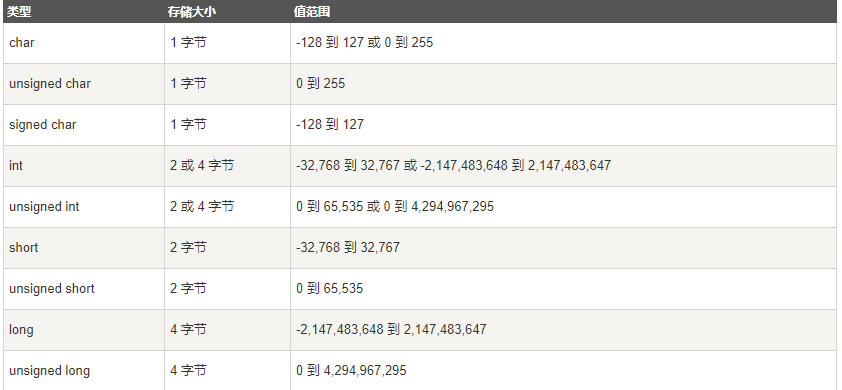 类型 存储大小 值范围
char 1 字节 -128 到 127 或 0 到 255
unsigned char 1 字节 0 到 255
signed char 1 字节 -128 到 127
int 2 或 4 字节 -32,768 到 32,767 或 -2,147,483,648 到 2,147,483,647
unsigned int 2 或 4 字节 0 到 65,535 或 0 到 4,294,967,295
short 2 字节 -32,768 到 32,767
unsigned short 2 字节 0 到 65,535
long 4 字节 -2,147,483,648 到 2,147,483,647
unsigned long 4 字节 0 到 4,294,967,295